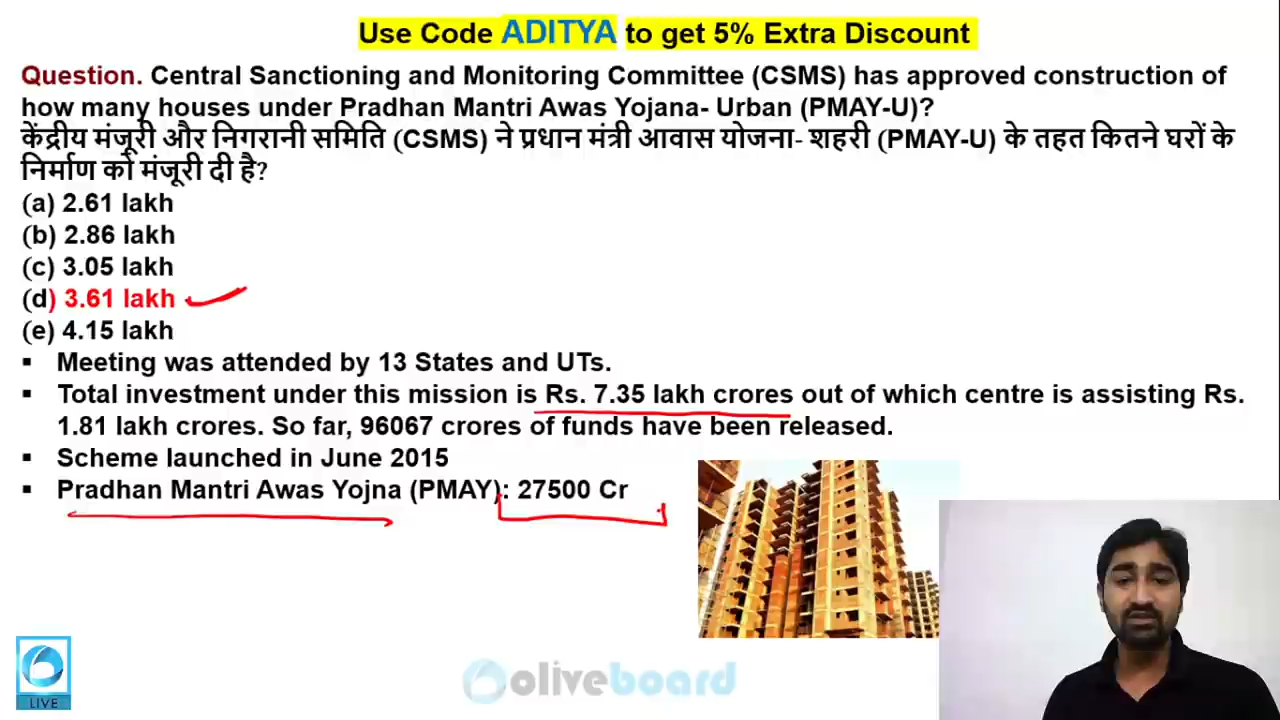 Use Code ADITYA to get 5% Extra Discount
Question. Central Sanctioning and Monitoring Committee (CSMS) has approved construction of
how many houses under Pradhan Mantri Awas Yojana- Urban (PMAY-U)?
केंद्रीय मंजूरी और निगरानी समिति (CSMS) ने प्रधान मंत्री आवास योजना- शहरी (PMAY-U) के तहत कितने घरों के
निर्माण को मंजूरी दी है?
(a) 2.61 lakh
(b) 2.86 lakh
(c) 3.05 lakh
(d) 3.61 lakh
(e) 4.15 lakh
▪ Meeting was attended by 13 States and UTs.
▪ Total investment under this mission is Rs. 7.35 lakh crores out of which centre is assisting Rs.
1.81 lakh crores. So far, 96067 crores of funds have been released.
▪ Scheme launched in June 2015
▪ Pradhan Mantri Awas Yojna (PMAY): 27500 Cr
LIVE
oliveboard